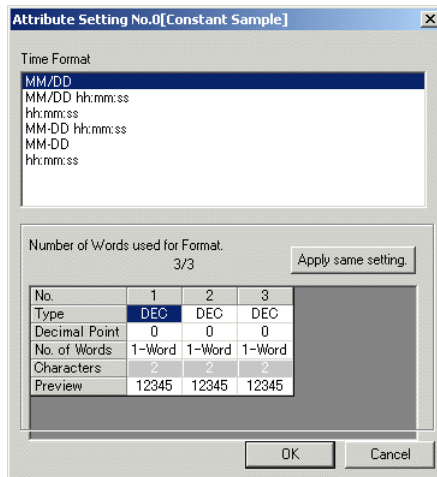 Attribute Setting No.0[Constant Sample]
Time Format
MM/DD
MM/DD hh:mm:ss
hh:mm:ss
MM-DD hh:mm:ss
MM-DD
hh:mm:ss
Number of Words used for Format.
3/3
Apply same setting.
No. 1 2 3
Type DEC DEC DEC
Decimal Point 0 0 0
No. of Words 1-Word 1-Word 1-Word
Characters 2 2 2
Preview 12345 12345 12345
OK Cancel